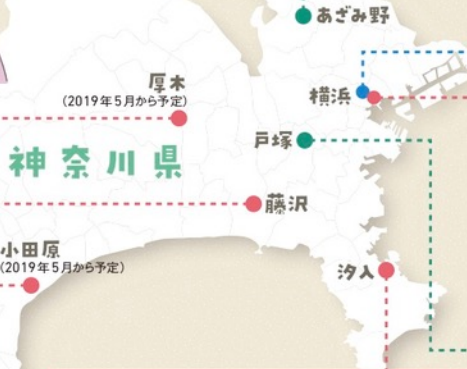 あざみ野
厚木
(2019年5月から予定)
横浜
戸塚
神奈川県
藤沢
小田原
(2019年5月から予定)
汐入